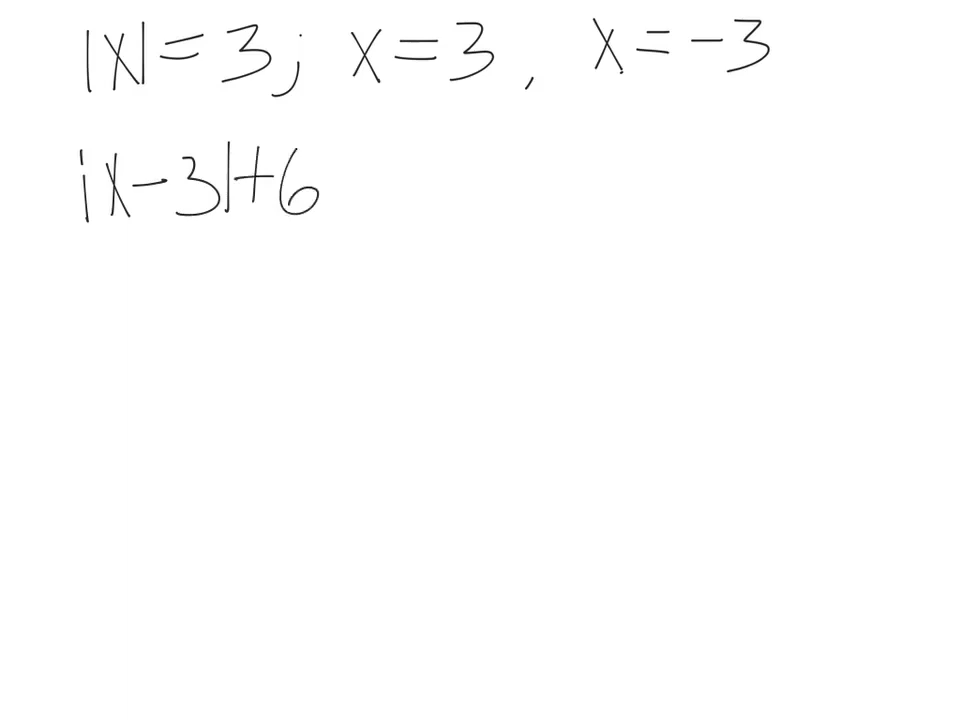 |x| = 3; x = 3, x = -3
|x-3|+6